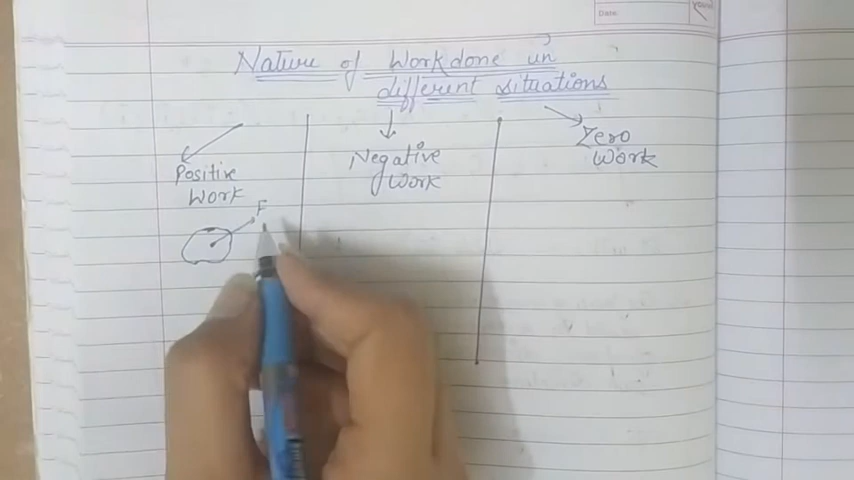 Date:
Nature of Workdone in
different situations
Positive
Work
Negative
Work
Zero
Work
F